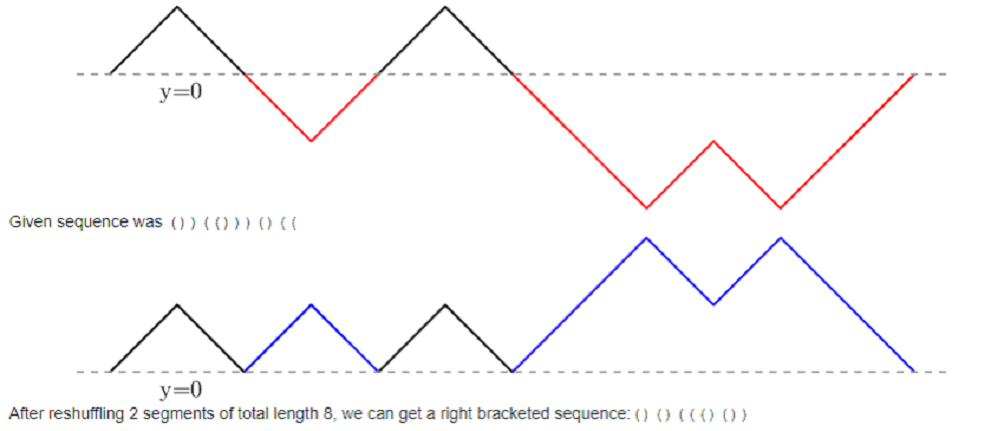 y=0
Given sequence was ())(()))()((
y=0
After reshuffling 2 segments of total length 8, we can get a right bracketed sequence: ()()((()())